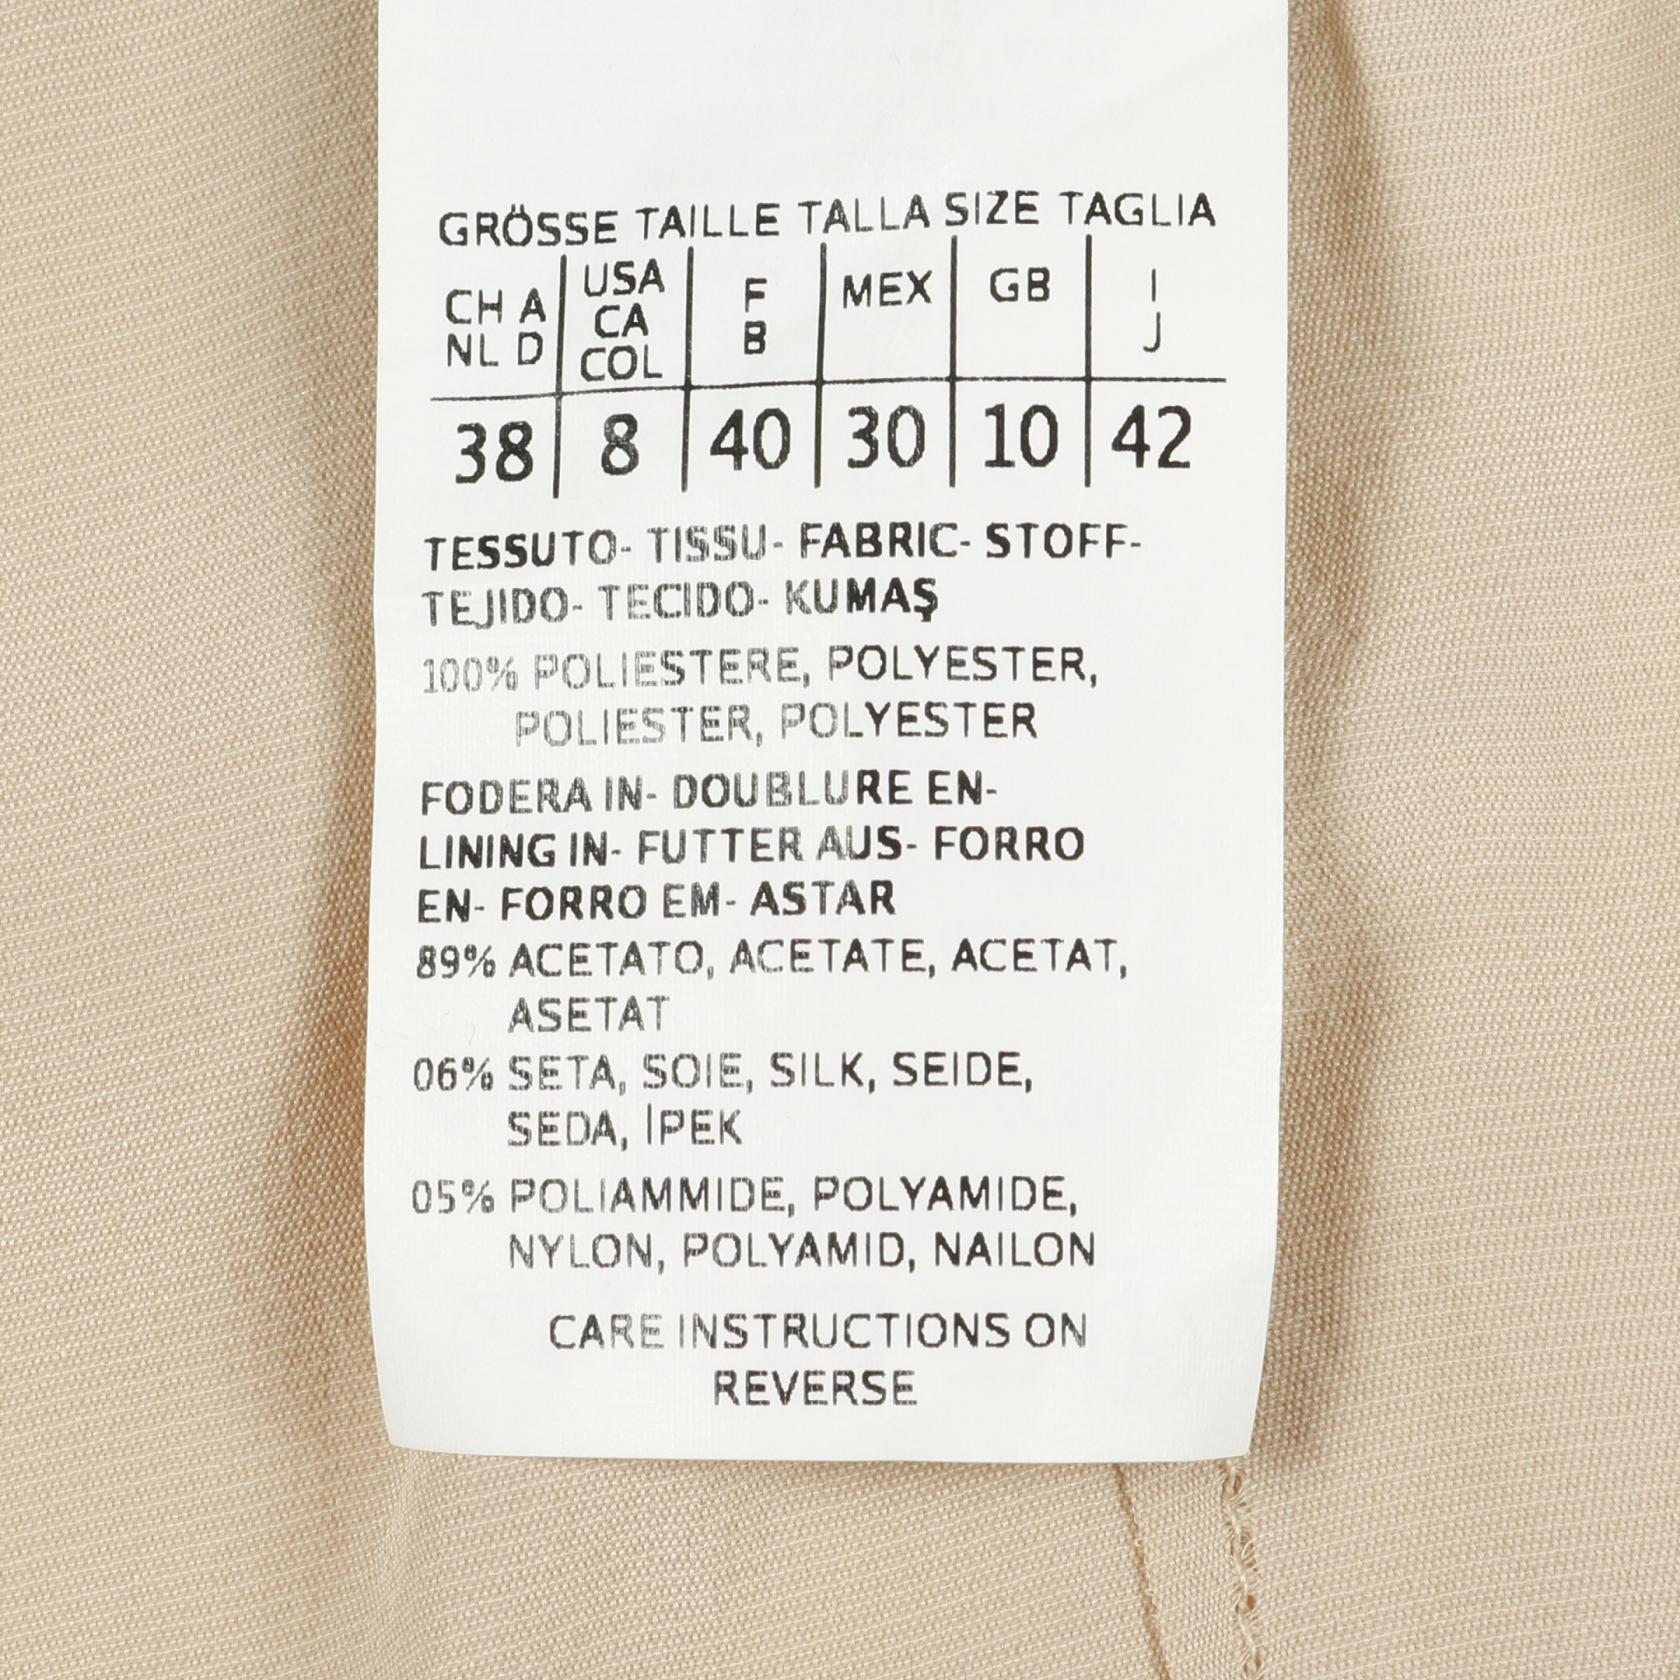 GRÖSSE TAILLE TALLA SIZE TAGLIA
CH A NL D USA CA COL F B MEX GB I J
38 8 40 30 10 42
TESSUTO- TISSU- FABRIC- STOFF-
TEJIDO- TECIDO- KUMAŞ
100% POLIESTERE, POLYESTER,
POLIESTER, POLYESTER
FODERA IN- DOUBLURE EN-
LINING IN- FUTTER AUS- FORRO
EN- FORRO EM- ASTAR
89% ACETATO, ACETATE, ACETAT,
ASETAT
06% SETA, SOIE, SILK, SEIDE,
SEDA, İPEK
05% POLIAMMIDE, POLYAMIDE,
NYLON, POLYAMID, NAILON
CARE INSTRUCTIONS ON
REVERSE